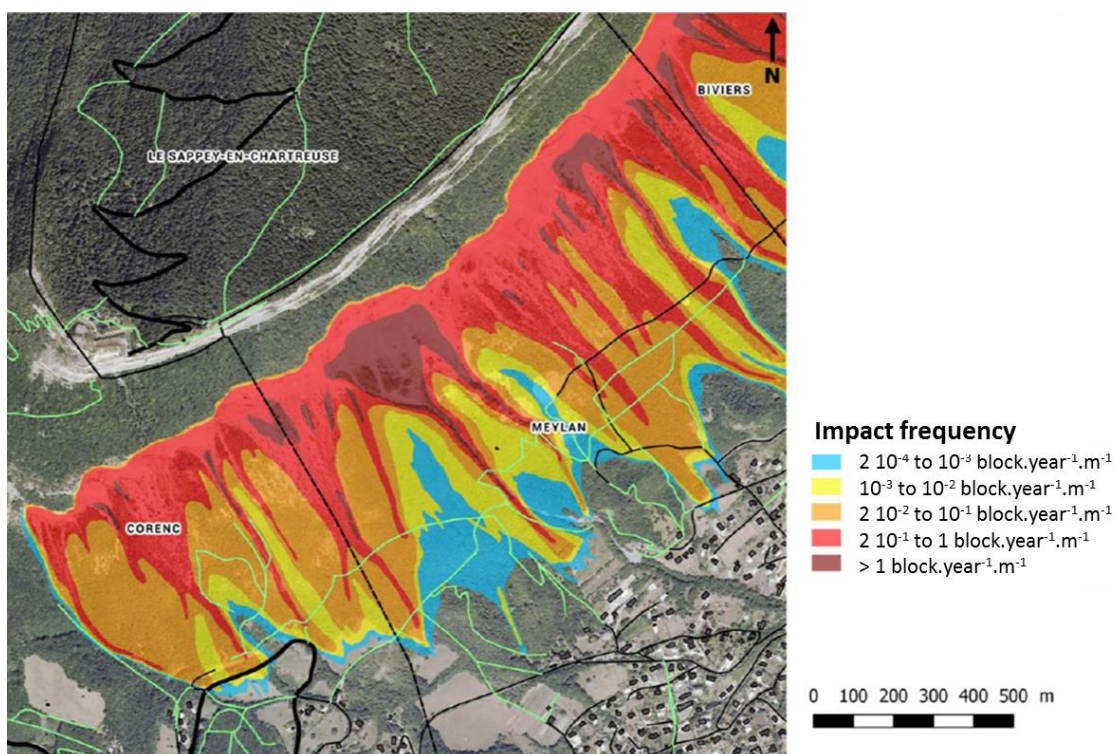 N
BIVIERS
LE SAPPEY-EN-CHARTREUSE
MEYLAN
CORENC
Impact frequency
2 10⁻⁴ to 10⁻³ block.year⁻¹.m⁻¹
10⁻³ to 10⁻² block.year⁻¹.m⁻¹
2 10⁻² to 10⁻¹ block.year⁻¹.m⁻¹
2 10⁻¹ to 1 block.year⁻¹.m⁻¹
> 1 block.year⁻¹.m⁻¹
0 100 200 300 400 500 m